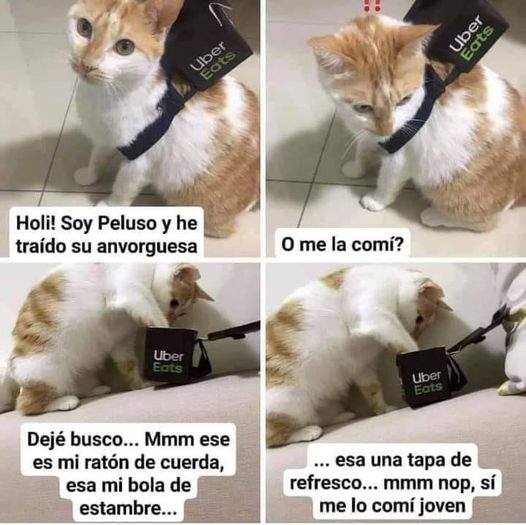 Uber
Eats
Holi! Soy Peluso y he
traído su anvorguesa
!!
Uber
Eats
O me la comí?
Uber
Eats
Dejé busco... Mmm ese
es mi ratón de cuerda,
esa mi bola de
estambre...
Uber
Eats
... esa una tapa de
refresco... mmm nop, sí
me lo comí joven